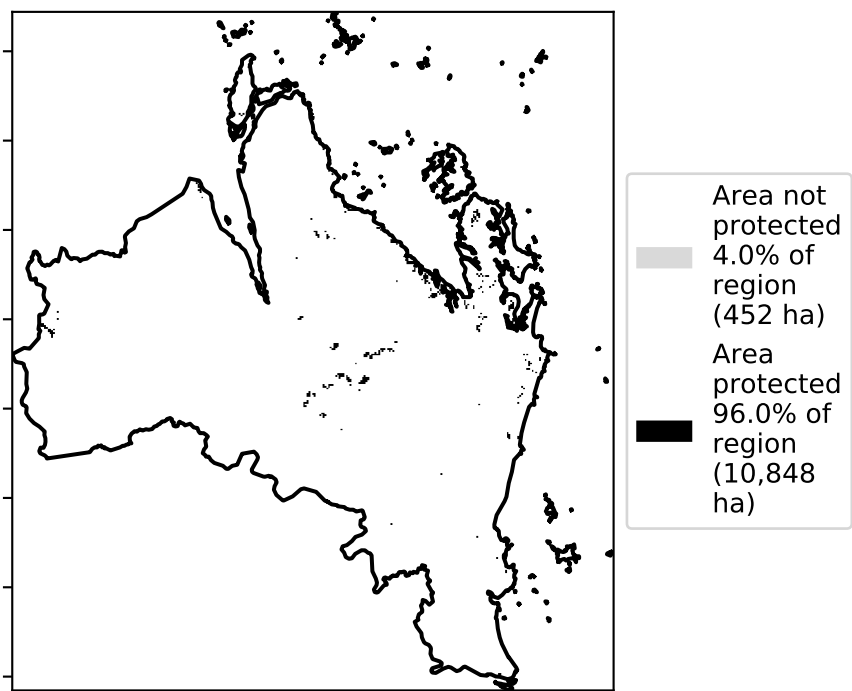 Area not
protected
4.0% of
region
(452 ha)
Area
protected
96.0% of
region
(10,848
ha)